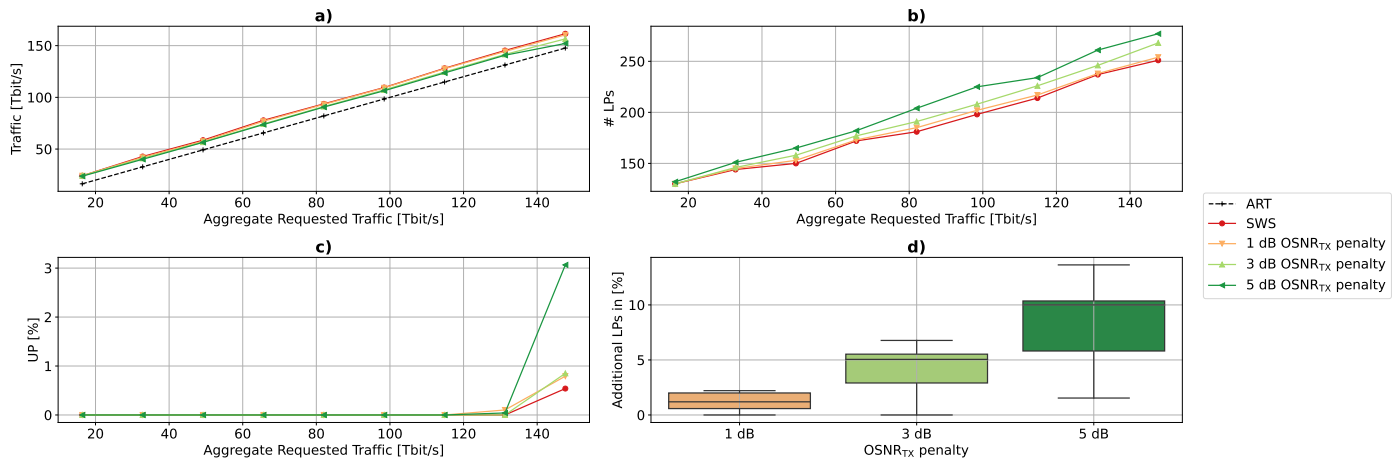 a)
150
100
50
Traffic [Tbit/s]
20 40 60 80 100 120 140
Aggregate Requested Traffic [Tbit/s]
b)
250
200
150
# LPs
20 40 60 80 100 120 140
Aggregate Requested Traffic [Tbit/s]
ART
SWS
1 dB OSNRTX penalty
3 dB OSNRTX penalty
5 dB OSNRTX penalty
c)
3
2
1
0
UP [%]
20 40 60 80 100 120 140
Aggregate Requested Traffic [Tbit/s]
d)
10
5
0
Additional LPs in [%]
1 dB 3 dB 5 dB
OSNRTX penalty